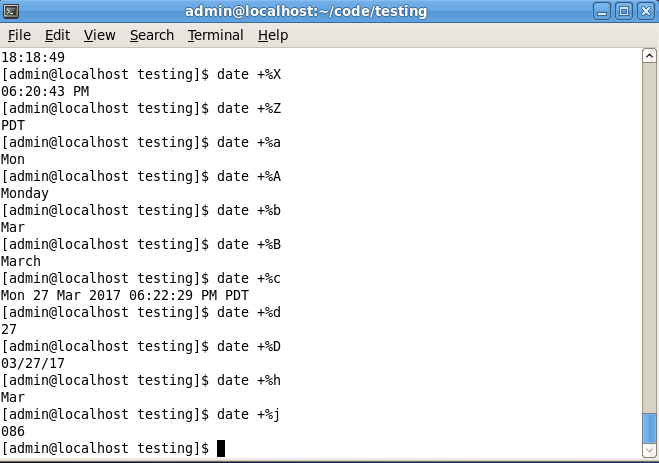 admin@localhost:~/code/testing
File Edit View Search Terminal Help
18:18:49
[admin@localhost testing]$ date +%X
06:20:43 PM
[admin@localhost testing]$ date +%Z
PDT
[admin@localhost testing]$ date +%a
Mon
[admin@localhost testing]$ date +%A
Monday
[admin@localhost testing]$ date +%b
Mar
[admin@localhost testing]$ date +%B
March
[admin@localhost testing]$ date +%c
Mon 27 Mar 2017 06:22:29 PM PDT
[admin@localhost testing]$ date +%d
27
[admin@localhost testing]$ date +%D
03/27/17
[admin@localhost testing]$ date +%h
Mar
[admin@localhost testing]$ date +%j
086
[admin@localhost testing]$